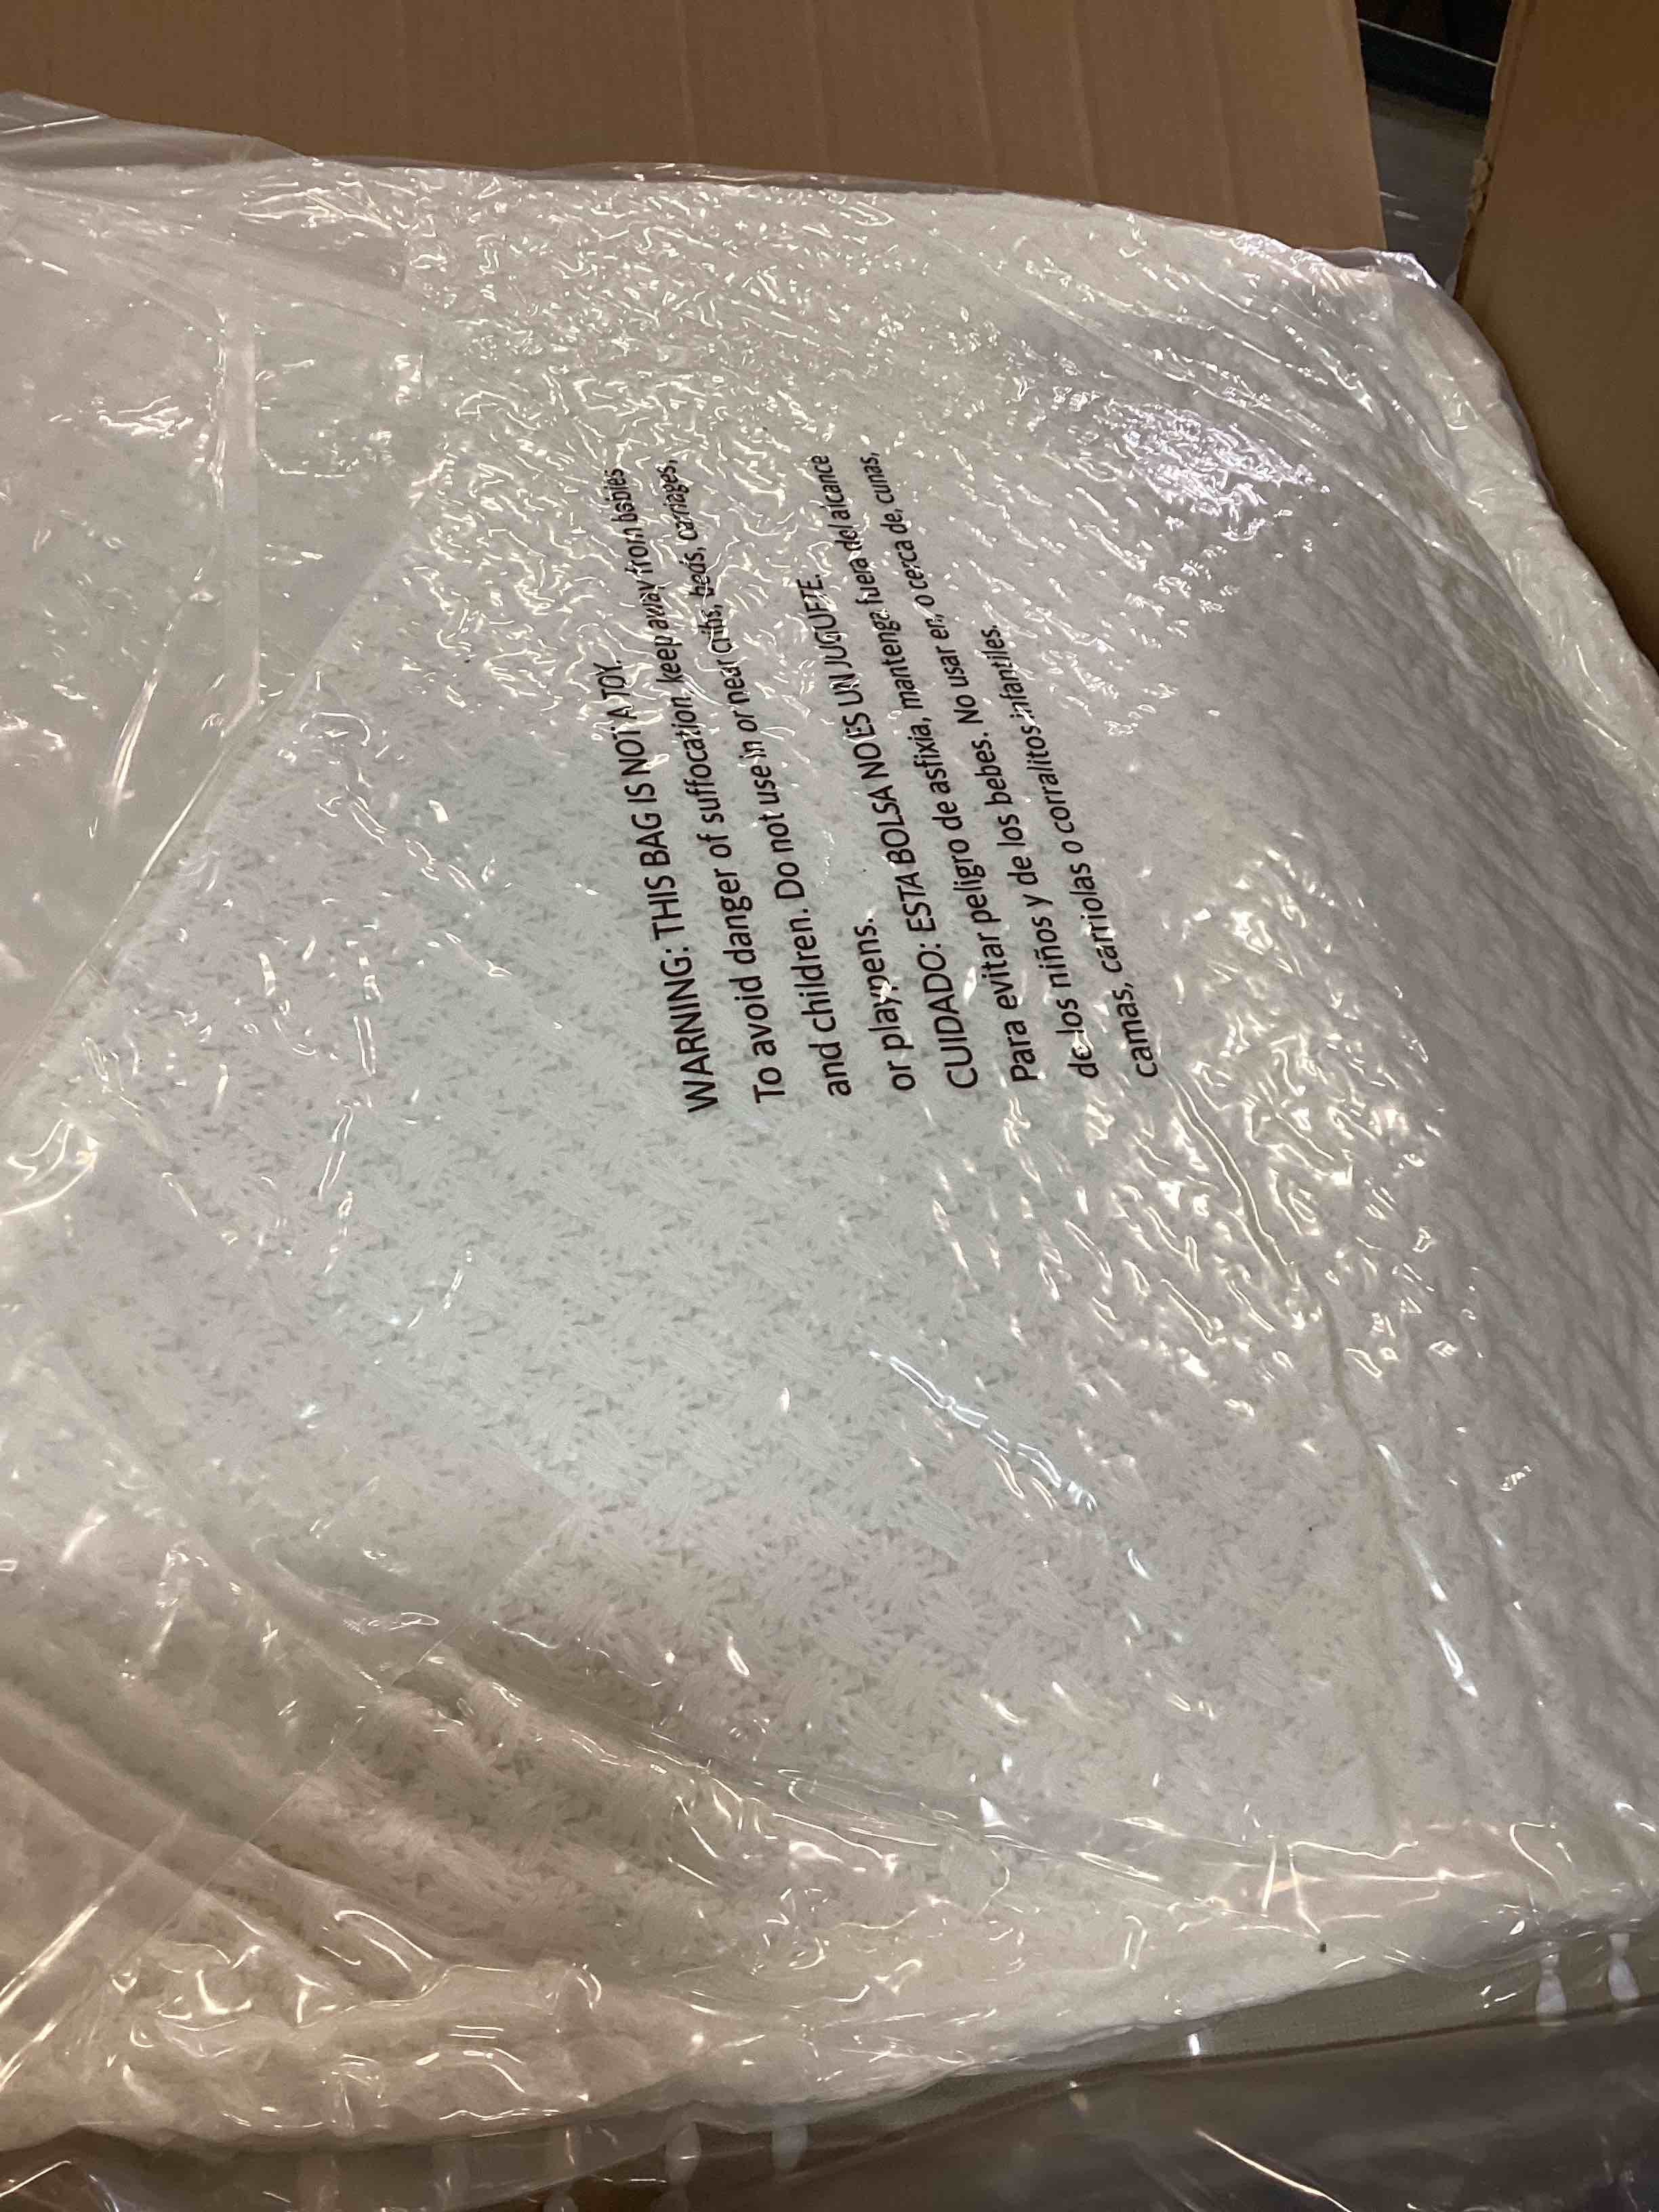 WARNING: THIS BAG IS NOT A TOY.
To avoid danger of suffocation, keep away from babies
and children. Do not use in or near cribs, beds, carriages,
or playpens.
CUIDADO: ESTA BOLSA NO ES UN JUGUETE.
Para evitar peligro de asfixia, mantenga fuera del alcance
de los niños y de los bebes. No usar en, o cerca de, cunas,
camas, carriolas o corralitos infantiles.